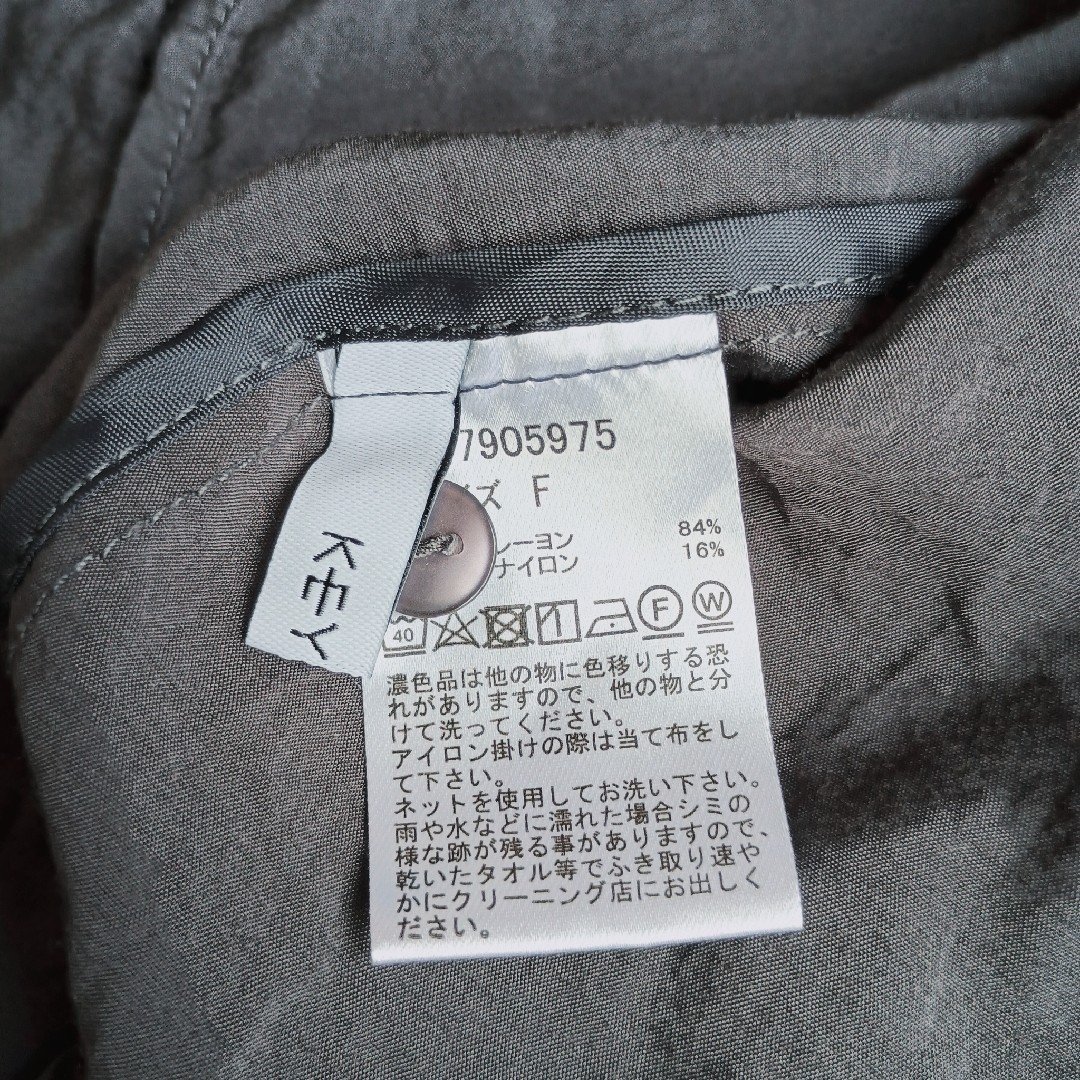 7905975
イズ F
レーヨン 84%
ナイロン 16%
KEY
40 F W
濃色品は他の物に色移りする恐
れがありますので、他の物と分
けて洗ってください。
アイロン掛けの際は当て布をし
て下さい。
ネットを使用してお洗い下さい。
雨や水などに濡れた場合シミの
様な跡が残る事がありますので、
乾いたタオル等でふき取り速や
かにクリーニング店にお出しく
ださい。